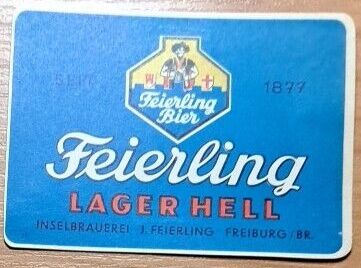 SEIT 1877
Feierling
Bier
Feierling
LAGER HELL
INSELBRAUEREI J. FEIERLING FREIBURG/BR.